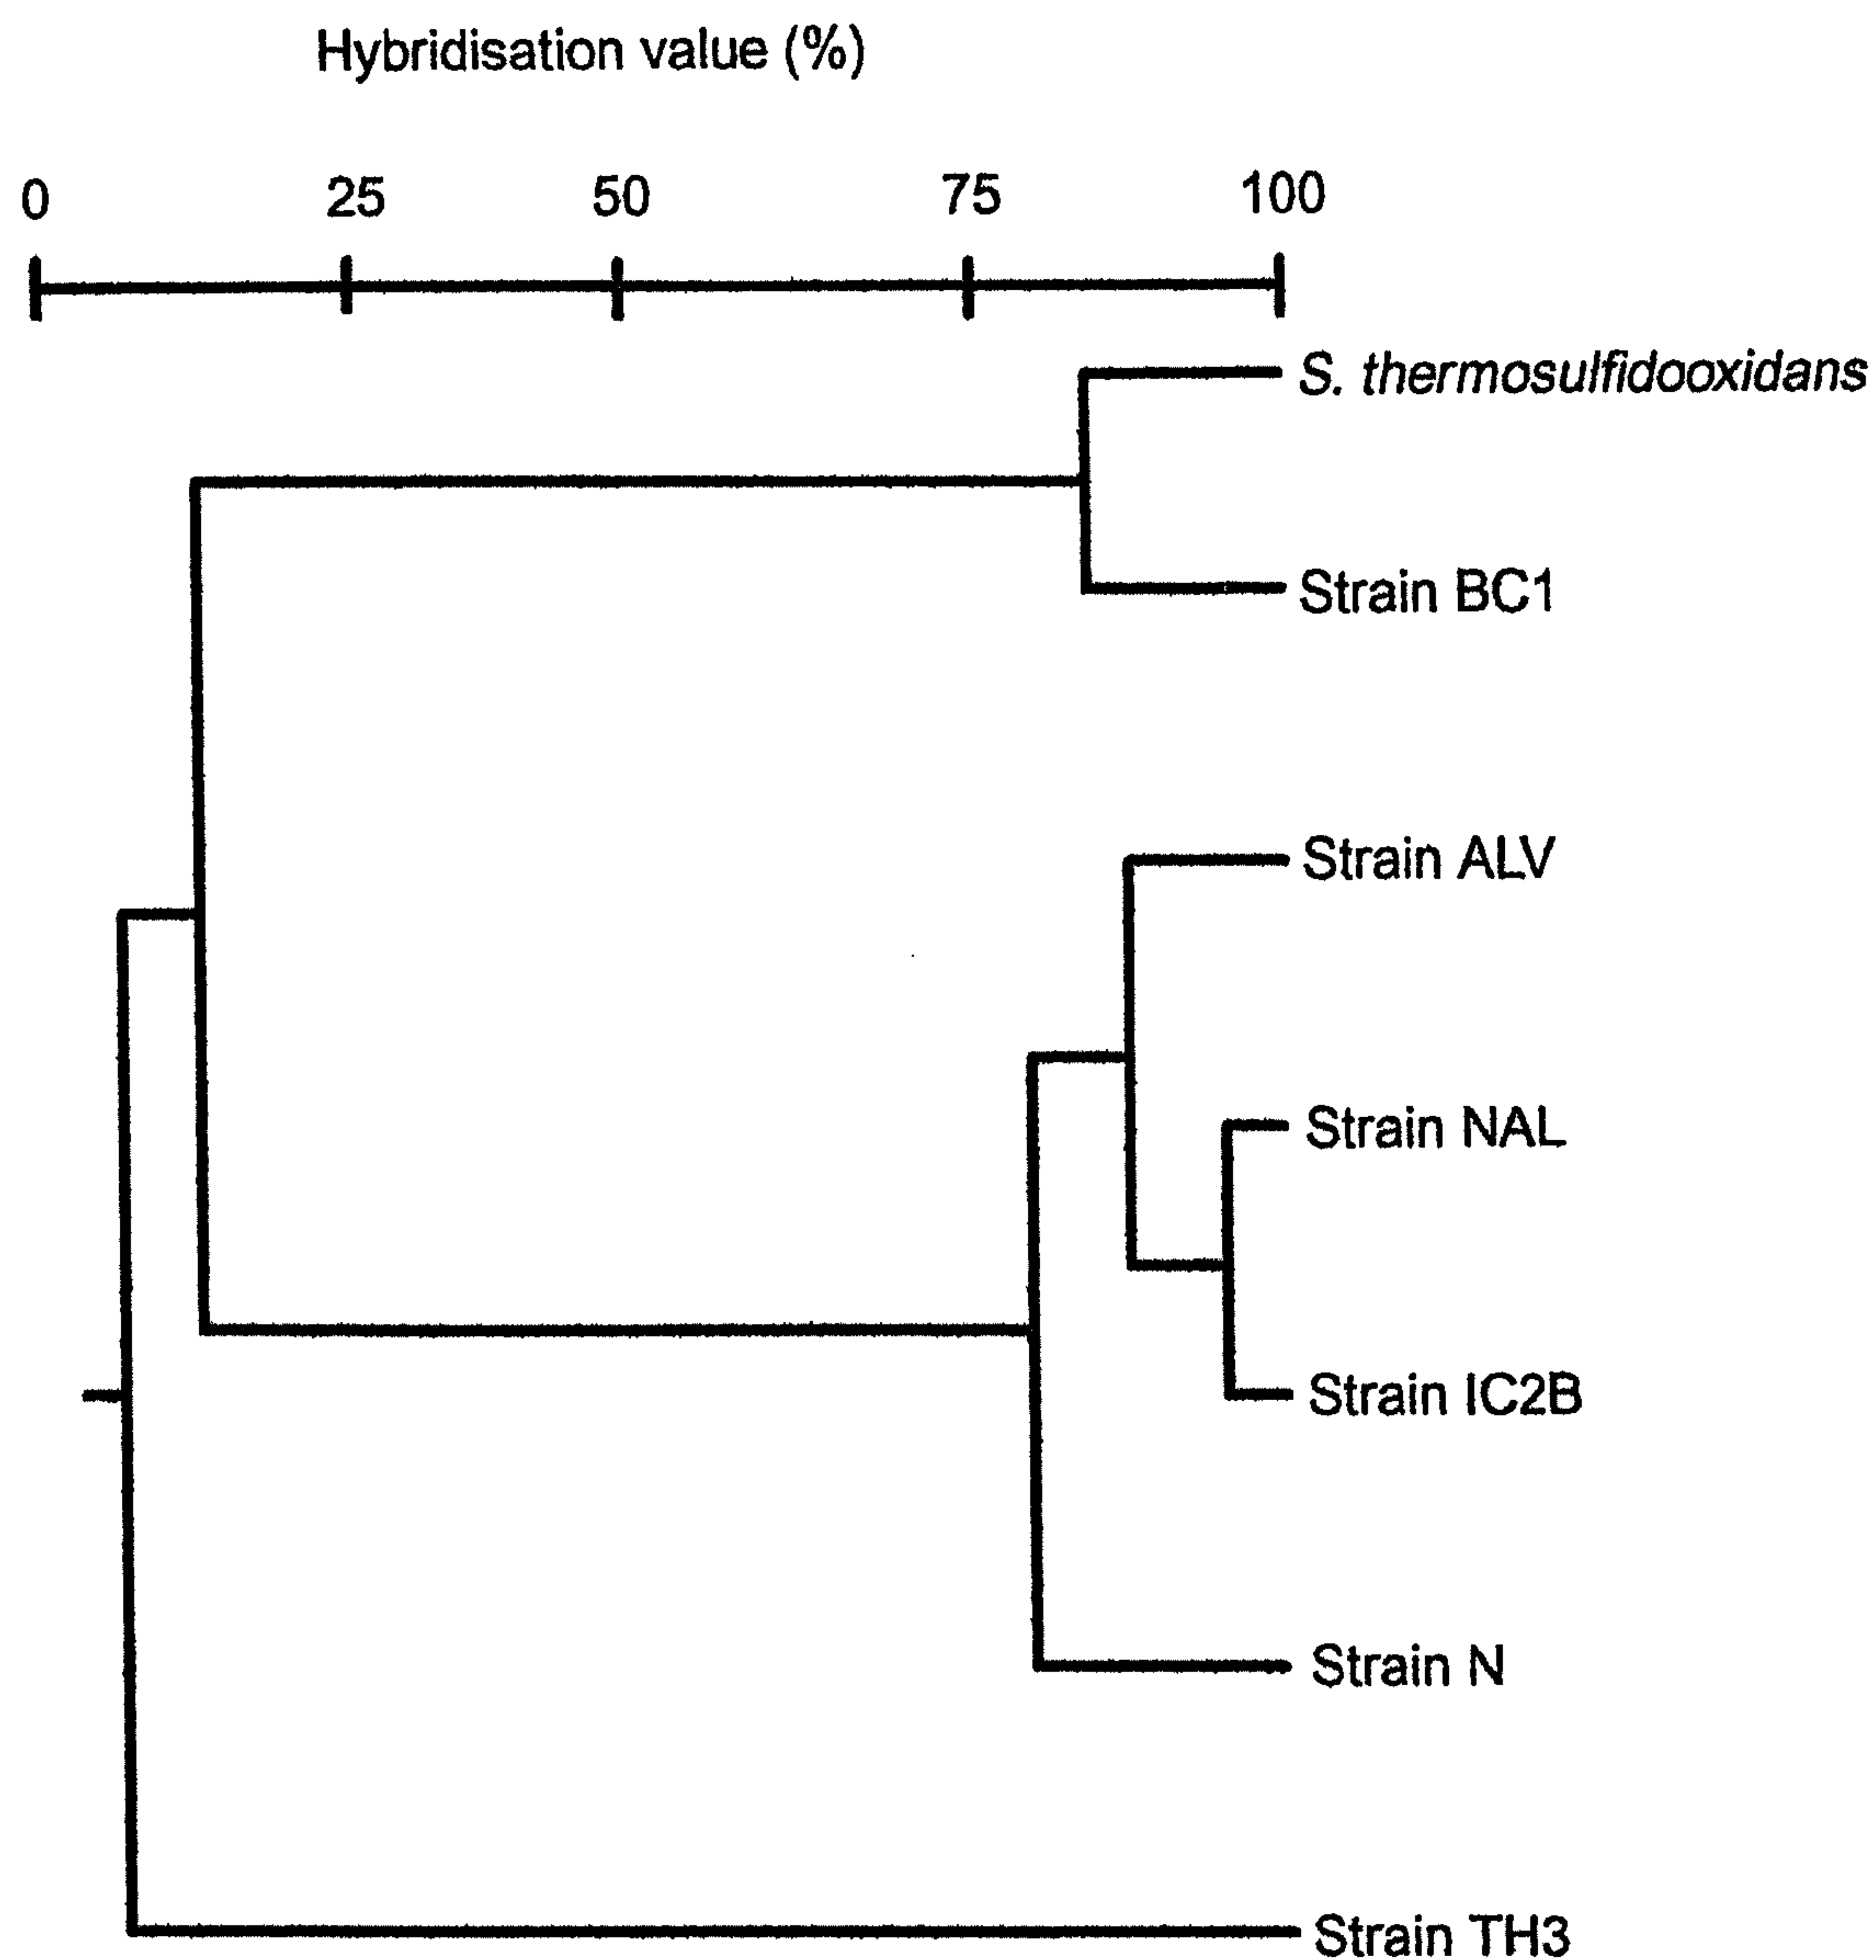 Hybridisation value (%)
0 25 50 75 100
S. thermosulfidooxidans
Strain BC1
Strain ALV
Strain NAL
Strain IC2B
Strain N
Strain TH3